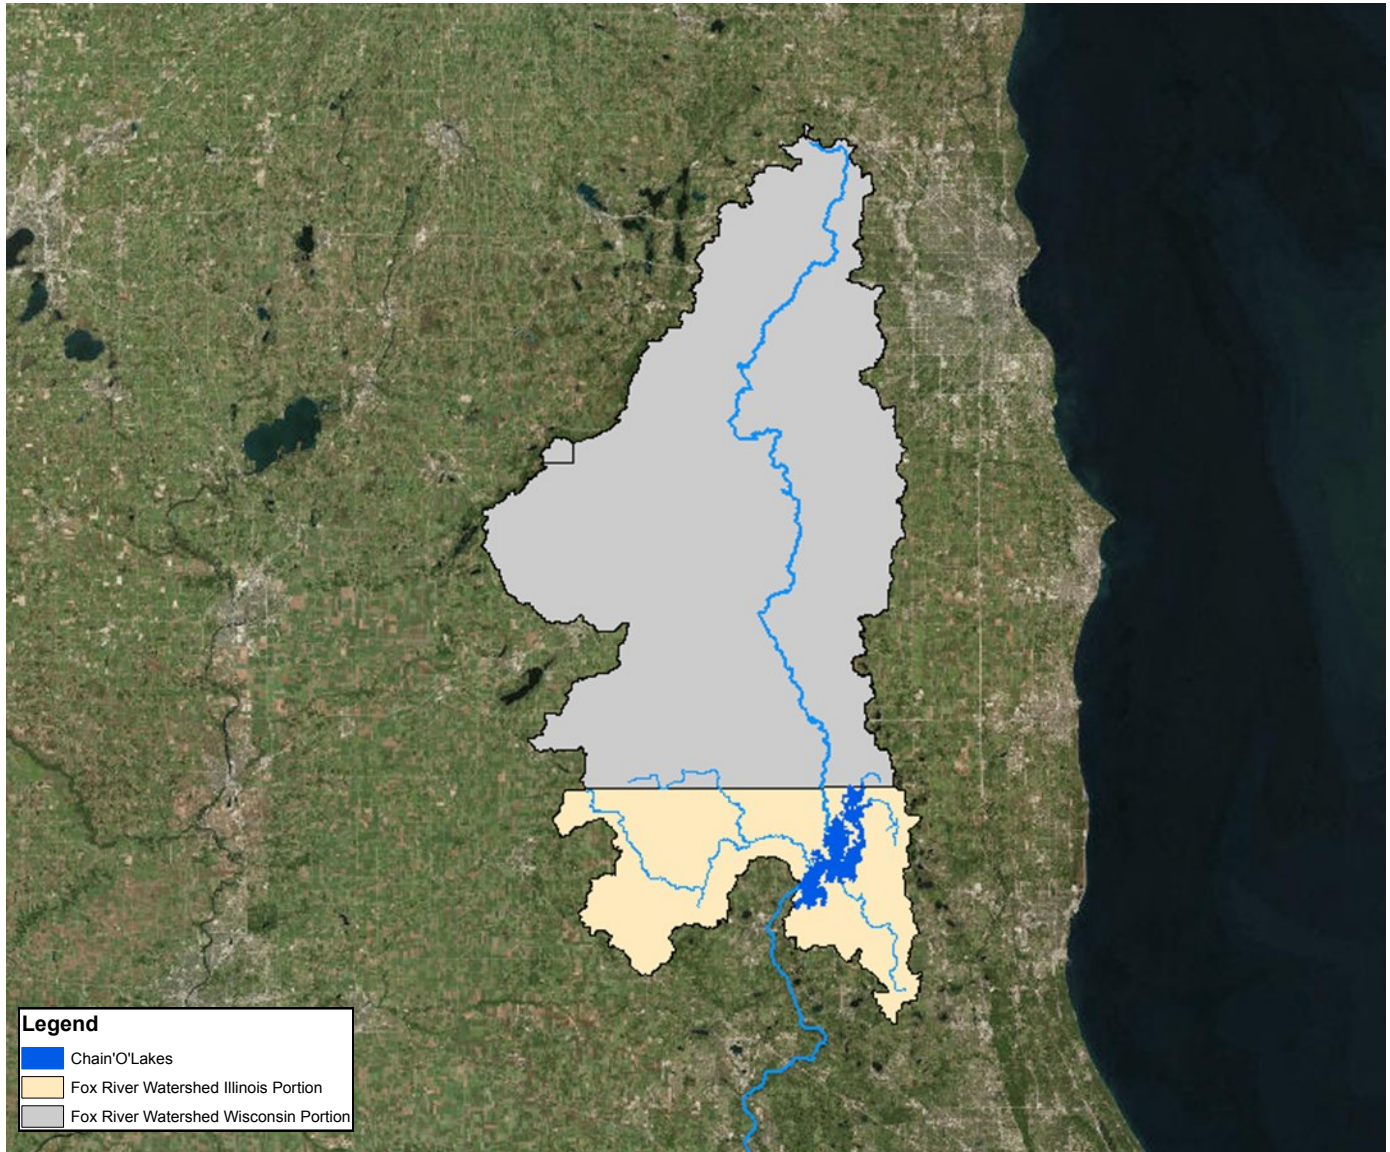 Legend
Chain'O'Lakes
Fox River Watershed Illinois Portion
Fox River Watershed Wisconsin Portion